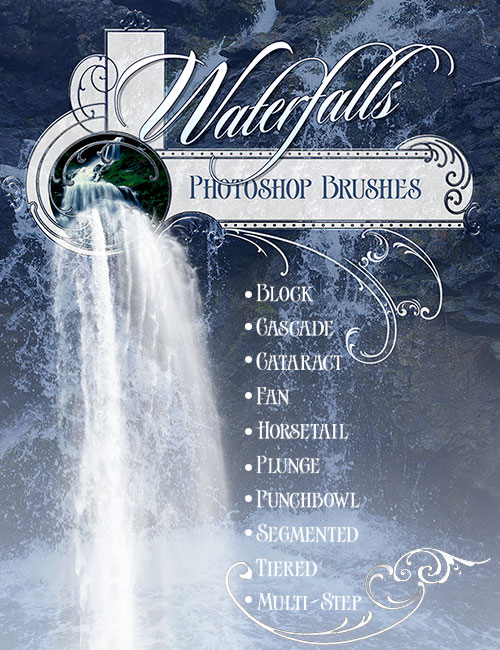 Waterfalls
Photoshop Brushes
• Block
• Cascade
• Cataract
• Fan
• Horsetail
• Plunge
• Punchbowl
• Segmented
• Tiered
• Multi-Step